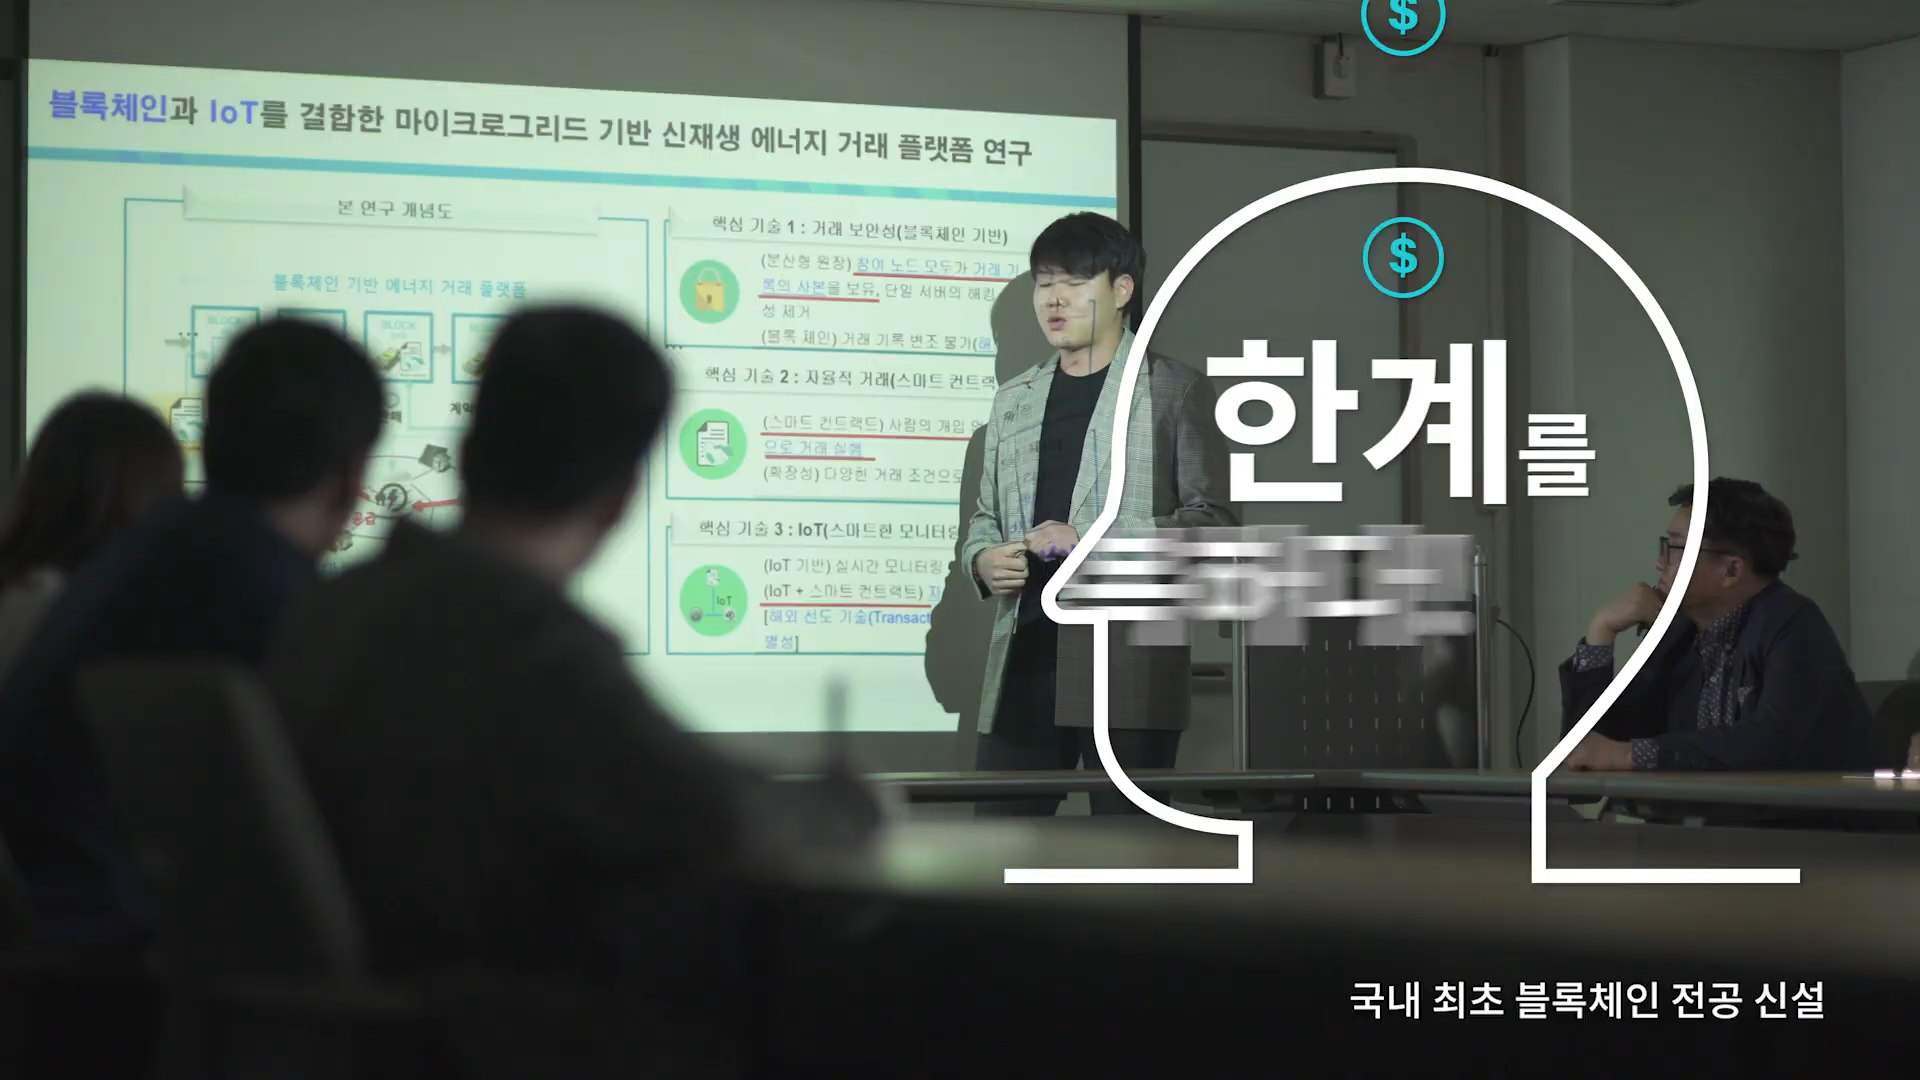 블록체인과 IoT를 결합한 마이크로그리드 기반 신재생 에너지 거래 플랫폼 연구
본 연구 개념도
블록체인 기반 에너지 거래 플랫폼
BLOCK
BLOCK
공급
핵심 기술 1 : 거래 보안성(블록체인 기반)
(분산형 원장) 참여 노드 모두가 거래 기
록의 사본을 보유, 단일 서버의 해킹
성 제거
(블록 체인) 거래 기록 변조 불가(해
핵심 기술 2 : 자율적 거래(스마트 컨트랙
(스마트 컨트랙트) 사람의 개입
으로 거래 실행
(확장성) 다양한 거래 조건으로
핵심 기술 3 : IoT(스마트한 모니터링
IoT
(IoT 기반) 실시간 모니터링
(IoT + 스마트 컨트랙트)
[해외 선도 기술(Transact
별성]
$
$
한계를
국내 최초 블록체인 전공 신설